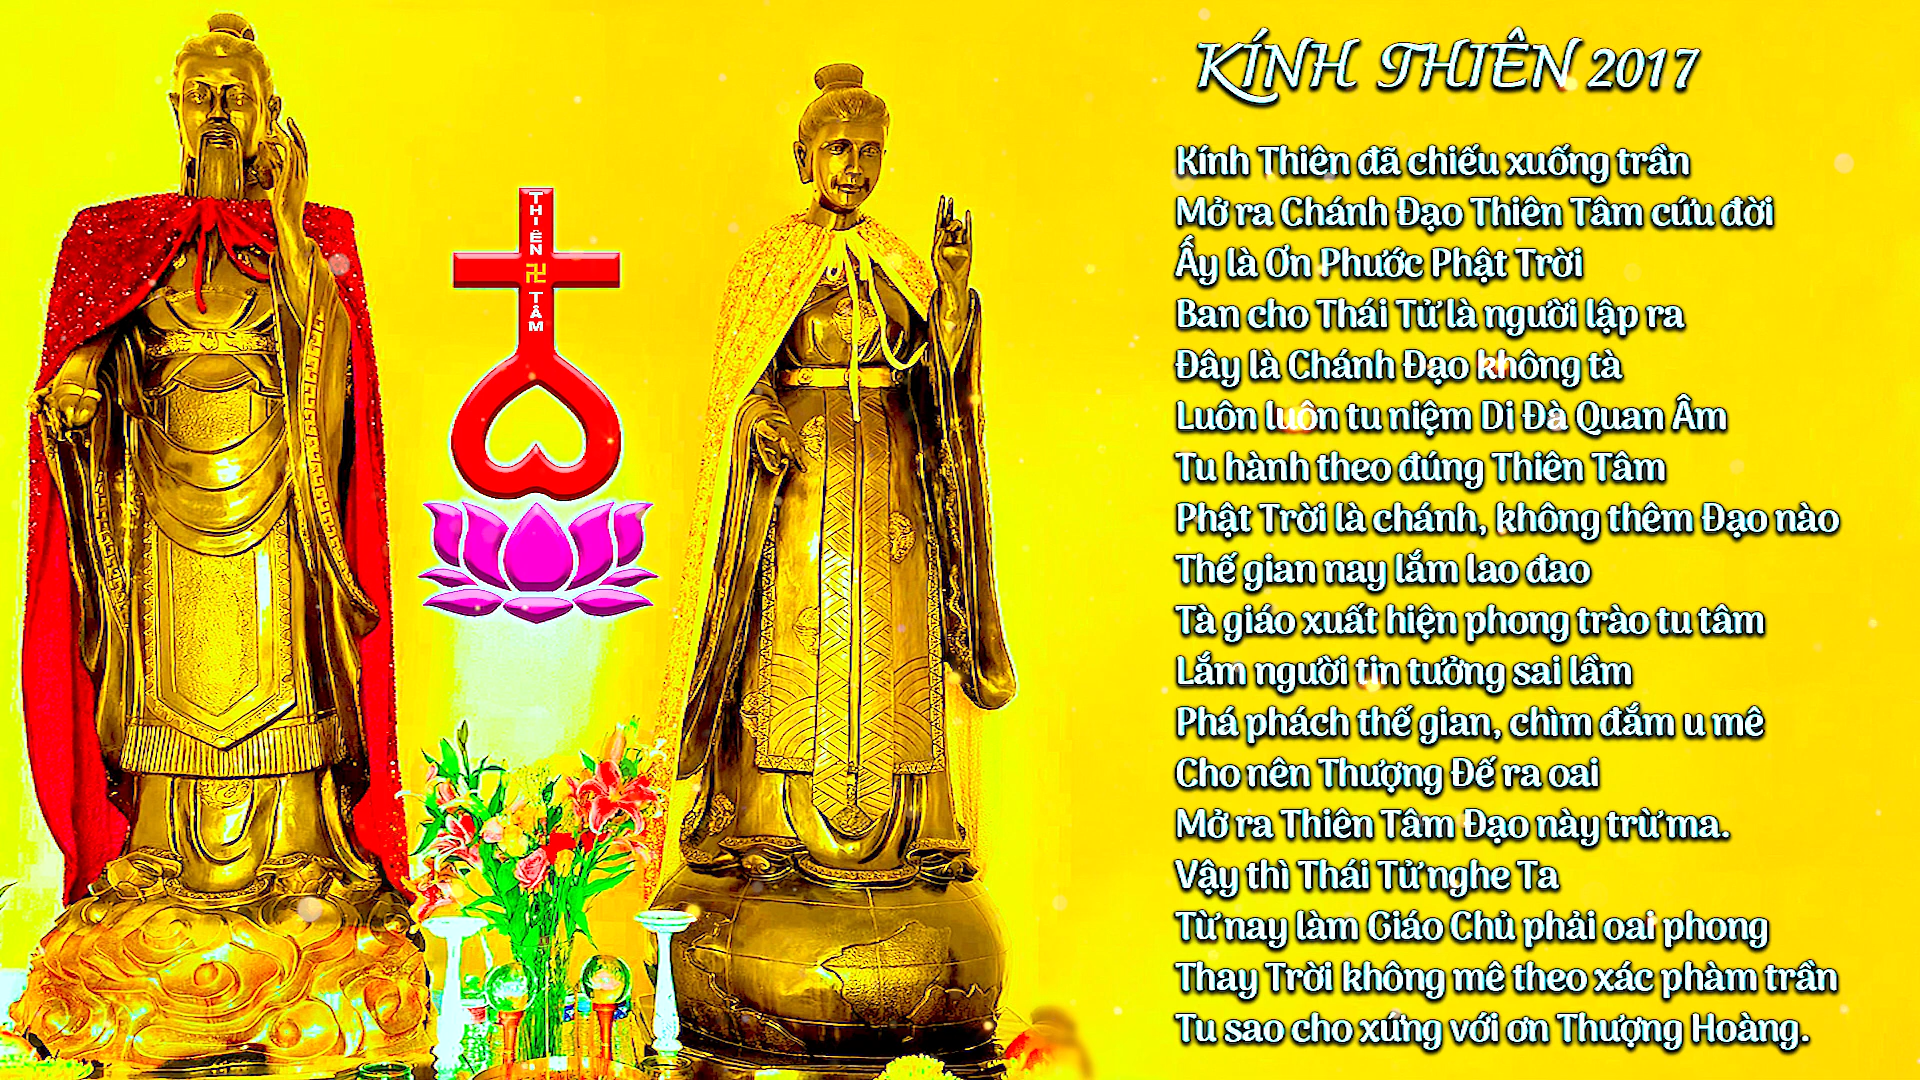 KÍNH THIÊN 2017
THIÊN
卍
TÂM
Kính Thiên đã chiếu xuống trần
Mở ra Chánh Đạo Thiên Tâm cứu đời
Ấy là Ơn Phước Phật Trời
Ban cho Thái Tử là người lập ra
Đây là Chánh Đạo không tà
Luôn luôn tu niệm Di Đà Quan Âm
Tu hành theo đúng Thiên Tâm
Phật Trời là chánh, không thêm Đạo nào
Thế gian nay lắm lao đao
Tà giáo xuất hiện phong trào tu tâm
Lắm người tin tưởng sai lầm
Phá phách thế gian, chìm đắm u mê
Cho nên Thượng Đế ra oai
Mở ra Thiên Tâm Đạo này trừ ma.
Vậy thì Thái Tử nghe Ta
Từ nay làm Giáo Chủ phải oai phong
Thay Trời không mê theo xác phàm trần
Tu sao cho xứng với ơn Thượng Hoàng.